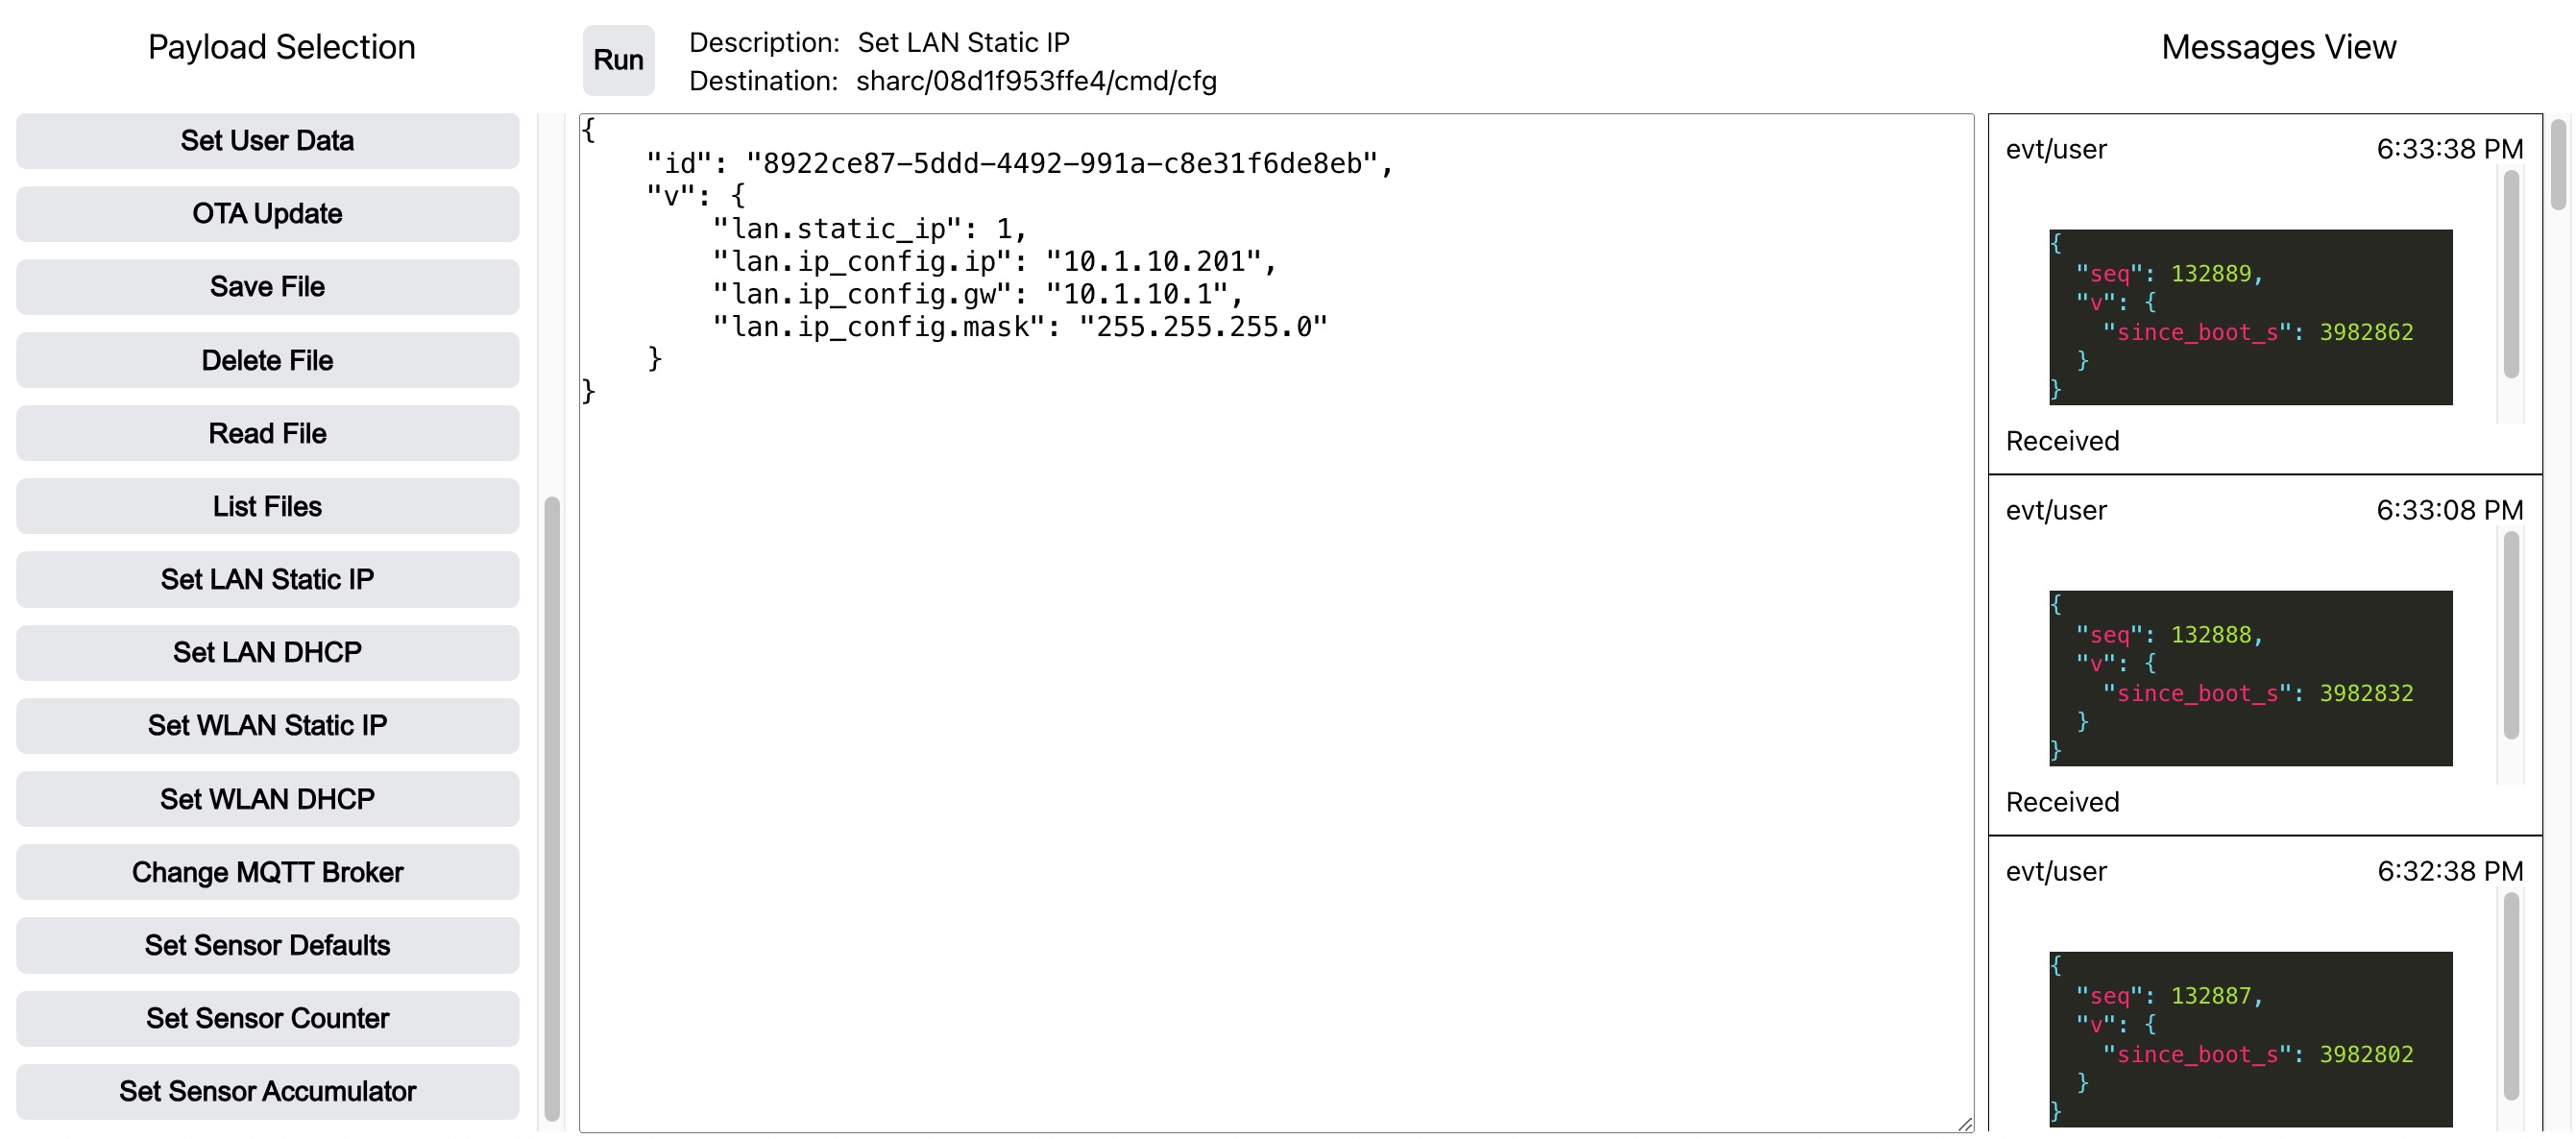 Payload Selection
Set User Data
OTA Update
Save File
Delete File
Read File
List Files
Set LAN Static IP
Set LAN DHCP
Set WLAN Static IP
Set WLAN DHCP
Change MQTT Broker
Set Sensor Defaults
Set Sensor Counter
Set Sensor Accumulator
Run
Description: Set LAN Static IP
Destination: sharc/08d1f953ffe4/cmd/cfg
{
    "id": "8922ce87-5ddd-4492-991a-c8e31f6de8eb",
    "v": {
        "lan.static_ip": 1,
        "lan.ip_config.ip": "10.1.10.201",
        "lan.ip_config.gw": "10.1.10.1",
        "lan.ip_config.mask": "255.255.255.0"
    }
}
Messages View
evt/user 6:33:38 PM
{
  "seq": 132889,
  "v": {
    "since_boot_s": 3982862
  }
}
Received
evt/user 6:33:08 PM
{
  "seq": 132888,
  "v": {
    "since_boot_s": 3982832
  }
}
Received
evt/user 6:32:38 PM
{
  "seq": 132887,
  "v": {
    "since_boot_s": 3982802
  }
}